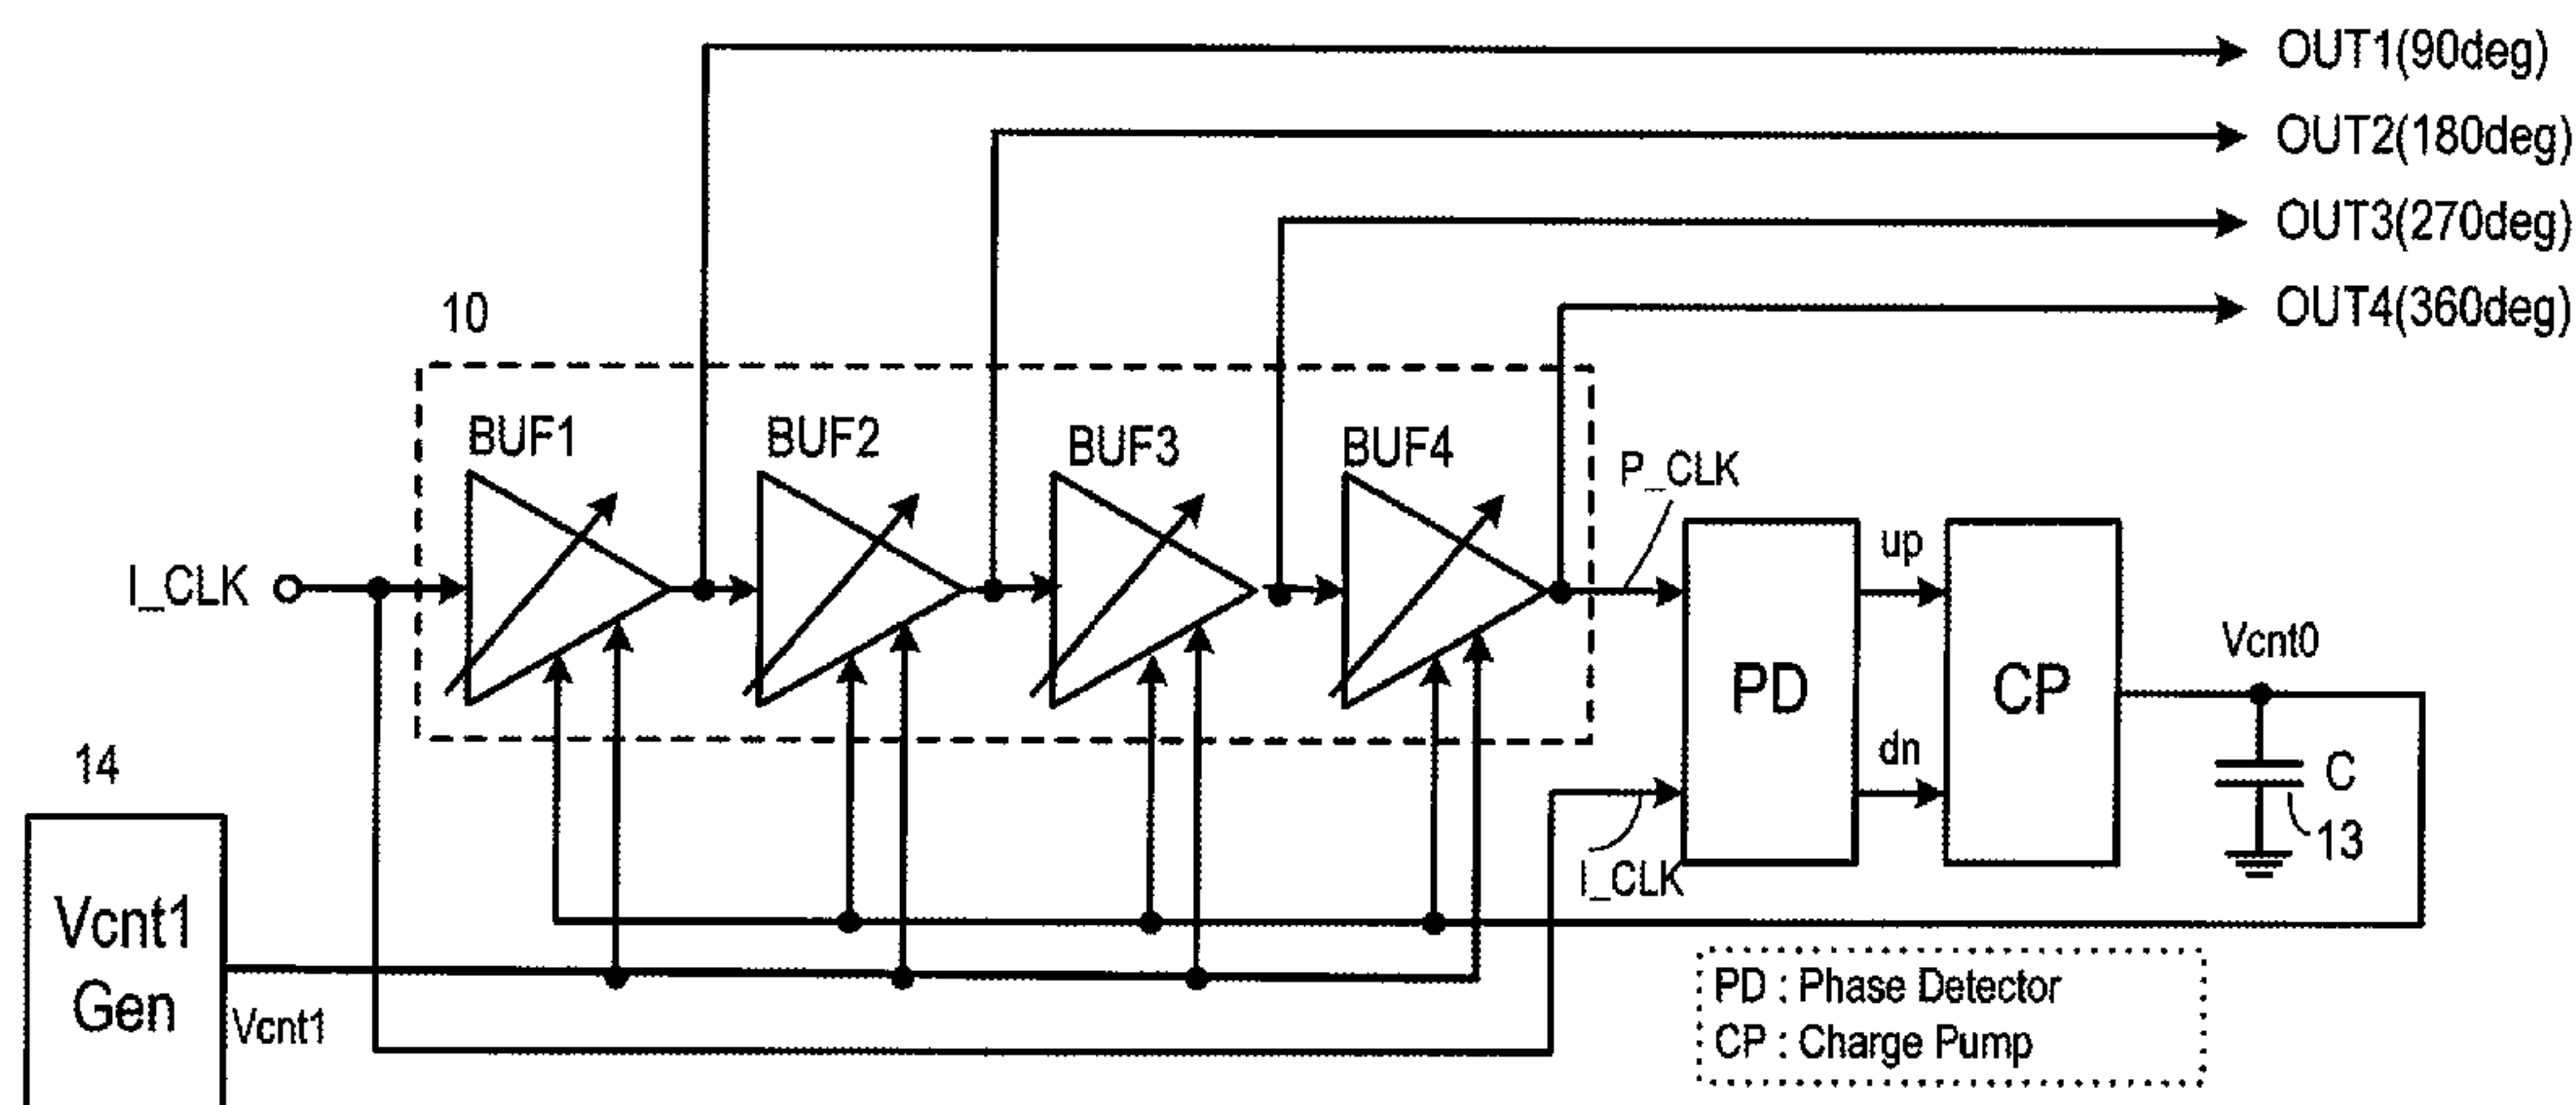 OUT1(90deg)
OUT2(180deg)
OUT3(270deg)
OUT4(360deg)
10
BUF1
BUF2
BUF3
BUF4
P_CLK
I_CLK
up
PD
CP
Vcnt0
dn
C
13
I_CLK
14
Vcnt1
Gen
Vcnt1
PD : Phase Detector
CP : Charge Pump